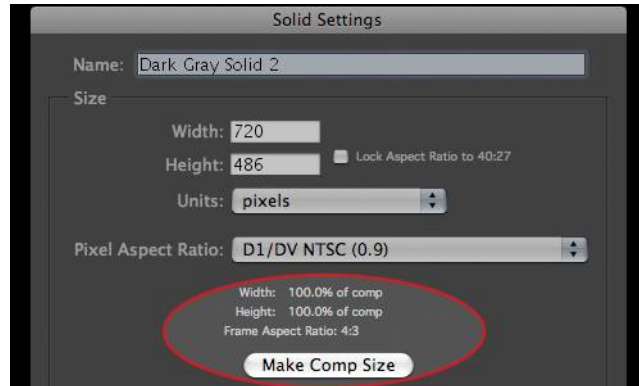 Solid Settings
Name: Dark Gray Solid 2
Size
Width: 720
Height: 486
Lock Aspect Ratio to 40:27
Units: pixels
Pixel Aspect Ratio: D1/DV NTSC (0.9)
Width: 100.0% of comp
Height: 100.0% of comp
Frame Aspect Ratio: 4:3
Make Comp Size